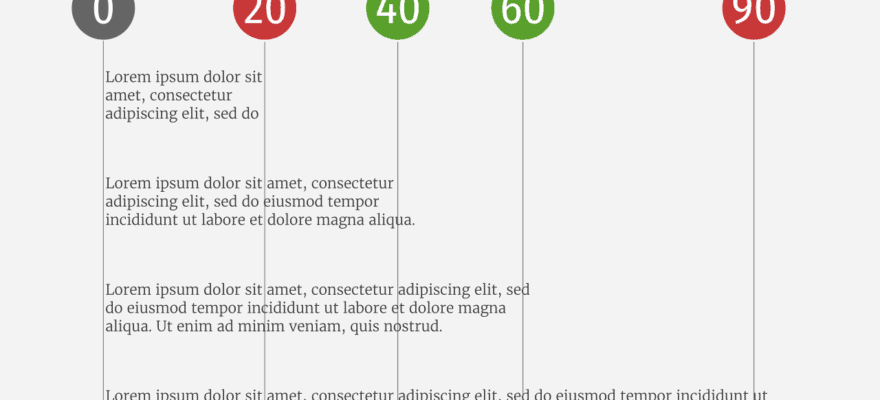 0 20 40 60 90
Lorem ipsum dolor sit
amet, consectetur
adipiscing elit, sed do
Lorem ipsum dolor sit amet, consectetur
adipiscing elit, sed do eiusmod tempor
incididunt ut labore et dolore magna aliqua.
Lorem ipsum dolor sit amet, consectetur adipiscing elit, sed
do eiusmod tempor incididunt ut labore et dolore magna
aliqua. Ut enim ad minim veniam, quis nostrud.
Lorem ipsum dolor sit amet, consectetur adipiscing elit, sed do eiusmod tempor incididunt ut